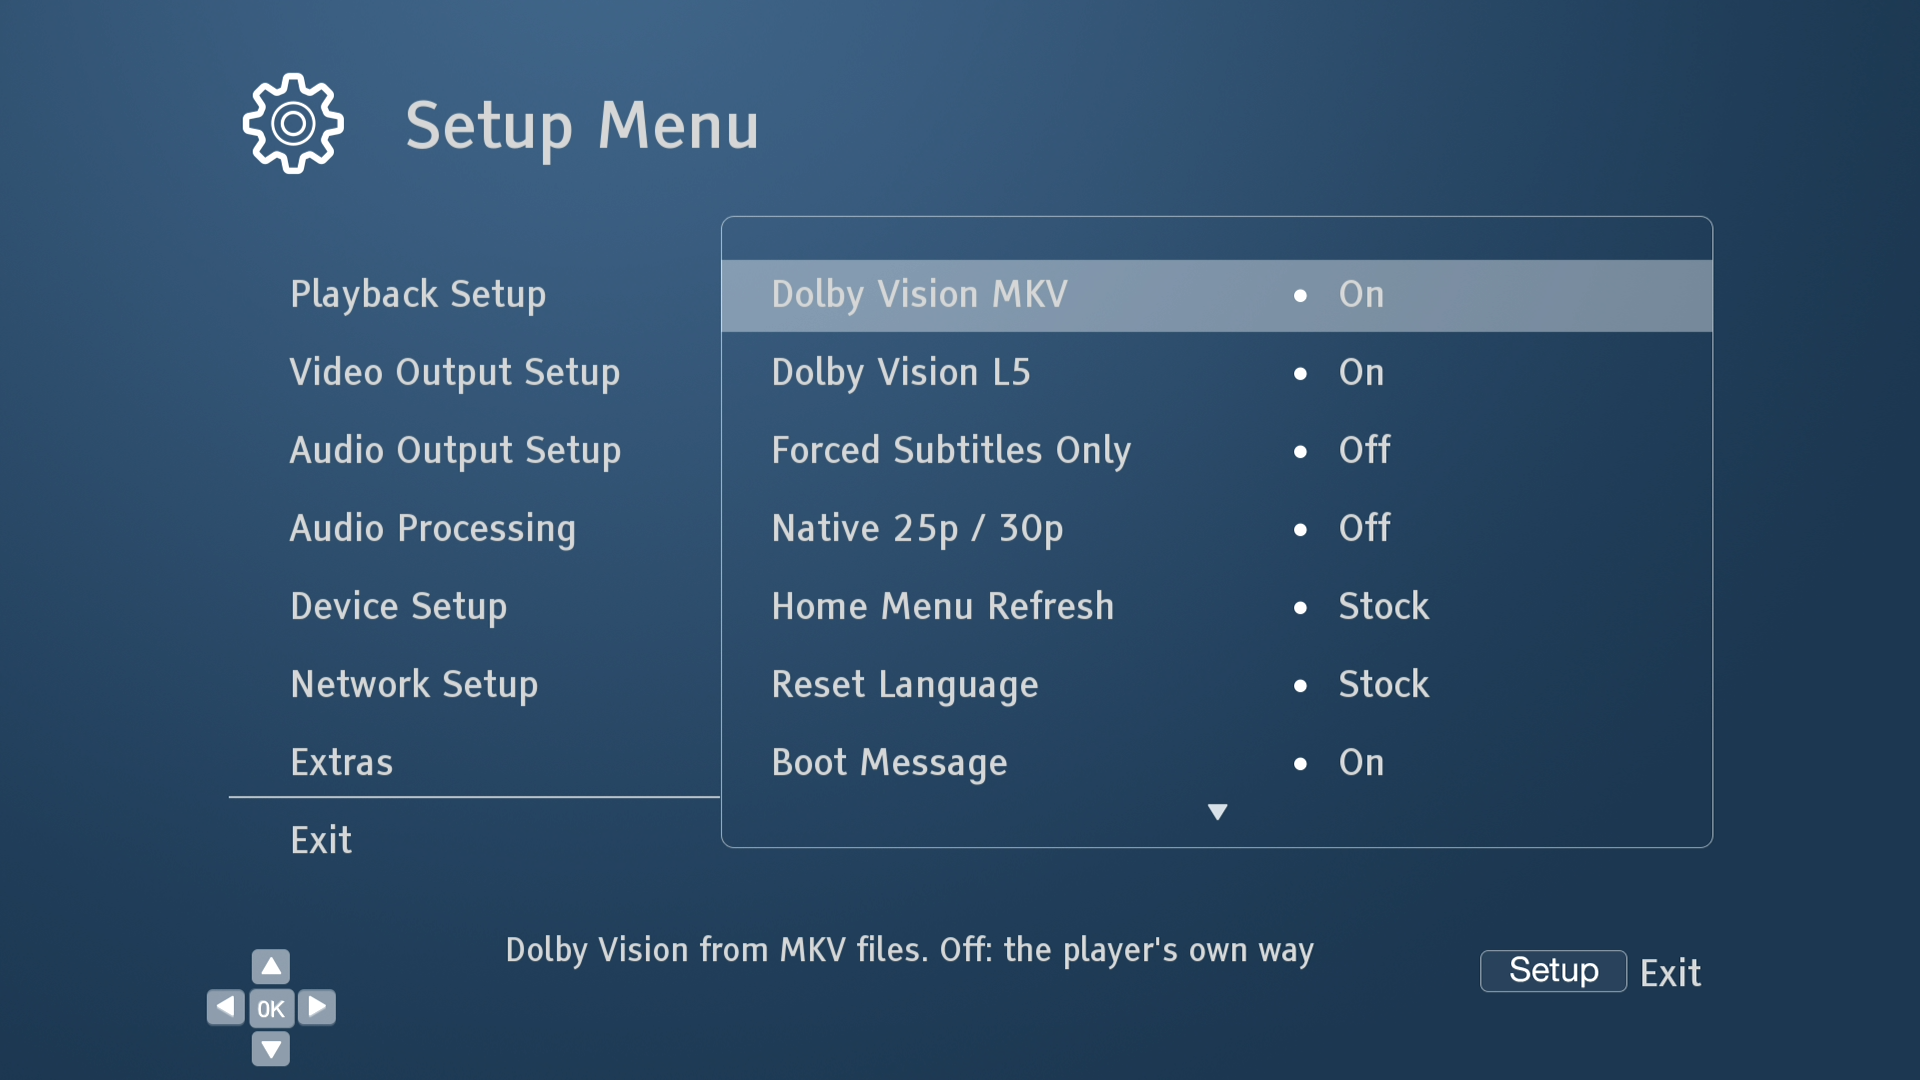 Setup Menu
Playback Setup
Video Output Setup
Audio Output Setup
Audio Processing
Device Setup
Network Setup
Extras
Exit
Dolby Vision MKV • On
Dolby Vision L5 • On
Forced Subtitles Only • Off
Native 25p / 30p • Off
Home Menu Refresh • Stock
Reset Language • Stock
Boot Message • On
Dolby Vision from MKV files. Off: the player's own way
OK
Setup Exit